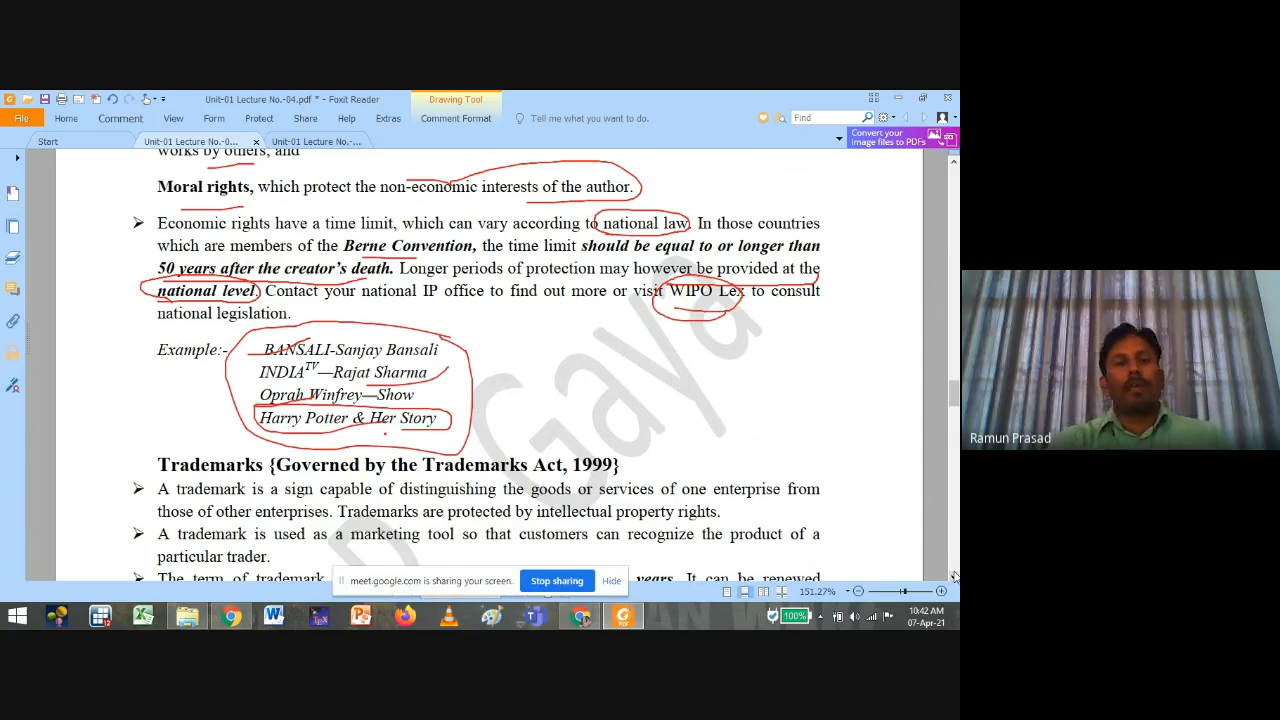 Unit-01 Lecture No.-04.pdf * - Foxit Reader
Drawing Tool
File
Home
Comment
View
Form
Protect
Share
Help
Extras
Comment Format
Tell me what you want to do.
Find
Start
Unit-01 Lecture No.-0...
Unit-01 Lecture No.-...
Convert your
image files to PDFs
works by others, and
Moral rights, which protect the non-economic interests of the author.
Economic rights have a time limit, which can vary according to national law. In those countries
which are members of the Berne Convention, the time limit should be equal to or longer than
50 years after the creator's death. Longer periods of protection may however be provided at the
national level. Contact your national IP office to find out more or visit WIPO Lex to consult
national legislation.
Example:- BANSALI-Sanjay Bansali
INDIATV—Rajat Sharma
Oprah Winfrey—Show
Harry Potter & Her Story
Trademarks {Governed by the Trademarks Act, 1999}
A trademark is a sign capable of distinguishing the goods or services of one enterprise from
those of other enterprises. Trademarks are protected by intellectual property rights.
A trademark is used as a marketing tool so that customers can recognize the product of a
particular trader.
The term of trademark years. It can be renewed
Gaya
meet.google.com is sharing your screen.
Stop sharing
Hide
151.27%
100%
10:42 AM
07-Apr-21
Ramun Prasad